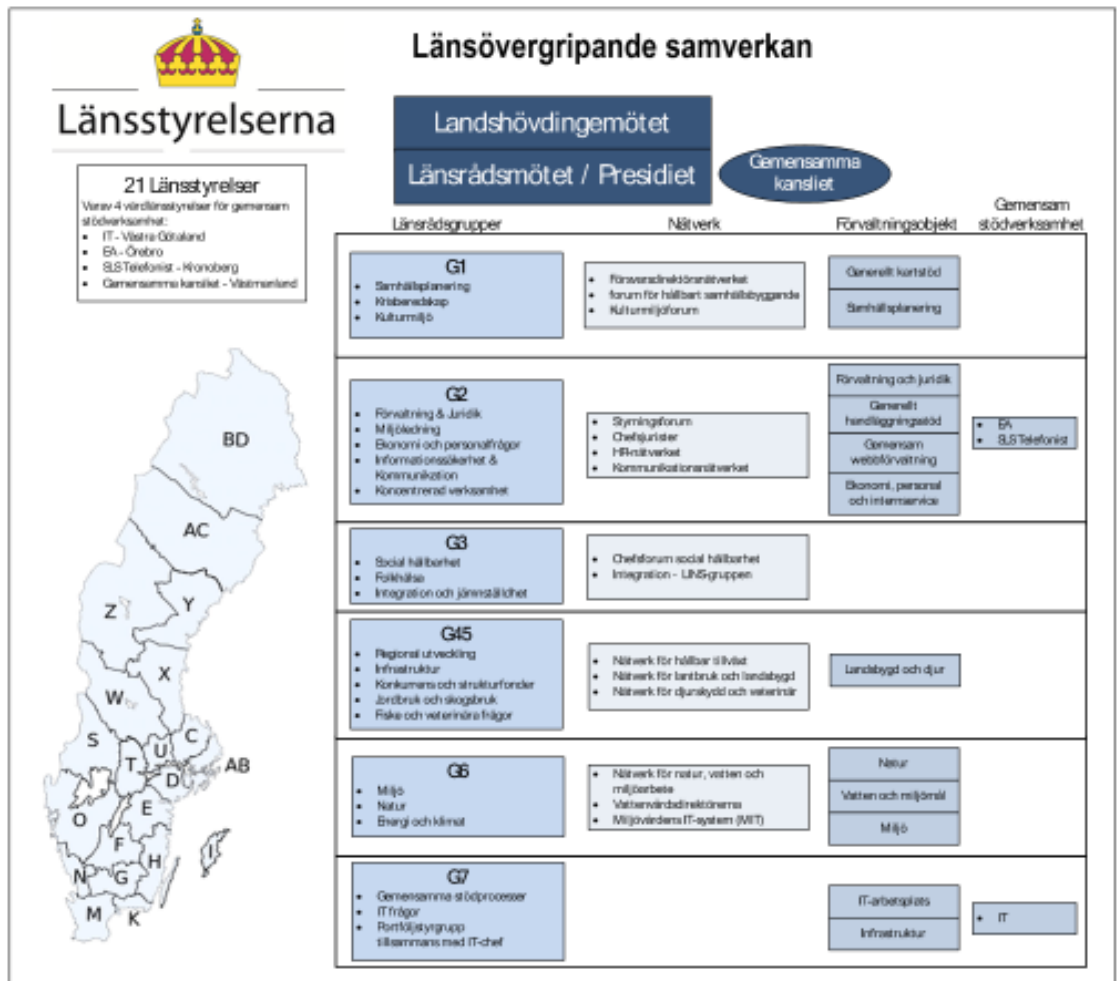 Länsövergripande samverkan
Länsstyrelserna
Landshövdingemötet
Länsrådsmötet / Presidiet
Gemensamma
kansliet
21 Länsstyrelser
Varav 4 värdlänsstyrelser för gemensam
stödverksamhet:
• IT - Västra Götaland
• EA - Örebro
• SLS Telefonist - Kronoberg
• Gemensamma kansliet - Västmanland
Länsrådsgrupper
Nätverk
Förvaltningsobjekt
Gemensam
stödverksamhet
G1
• Samhällsplanering
• Krisberedskap
• Kulturmiljö
• Försvarsdirektörsnätverket
• forum för hållbart samhällsbyggande
• Kulturmiljöforum
Generellt kartstöd
Samhällsplanering
G2
• Förvaltning & Juridik
• Miljöledning
• Ekonomi och personalfrågor
• Informationssäkerhet &
Kommunikation
• Koncentrerad verksamhet
• Styrningsforum
• Chefsjurister
• HR-nätverket
• Kommunikationsnätverket
Förvaltning och juridik
Generellt
handläggningsstöd
Gemensam
webbförvaltning
Ekonomi, personal
och internservice
• EA
• SLS Telefonist
G3
• Social hållbarhet
• Folkhälsa
• Integration och jämnställdhet
• Chefsforum social hållbarhet
• Integration - LINS-gruppen
G45
• Regional utveckling
• Infrastruktur
• Konkurrens och strukturfonder
• Jordbruk och skogsbruk
• Fiske och veterinära frågor
• Nätverk för hållbar tillväxt
• Nätverk för lantbruk och landsbygd
• Nätverk för djurskydd och veterinär
Landsbygd och djur
G6
• Miljö
• Natur
• Energi och klimat
• Nätverk för natur, vatten och
miljöarbete
• Vattenvårdsdirektörerna
• Miljövårdens IT-system (MIT)
Natur
Vatten och miljömål
Miljö
G7
• Gemensamma stödprocesser
• IT frågor
• Portföljstyrgrupp
tillsammans med IT-chef
IT-arbetsplats
Infrastruktur
• IT
BD
AC
Z
Y
X
W
S
U
C
T
D
AB
O
E
F
I
H
N
G
M
K